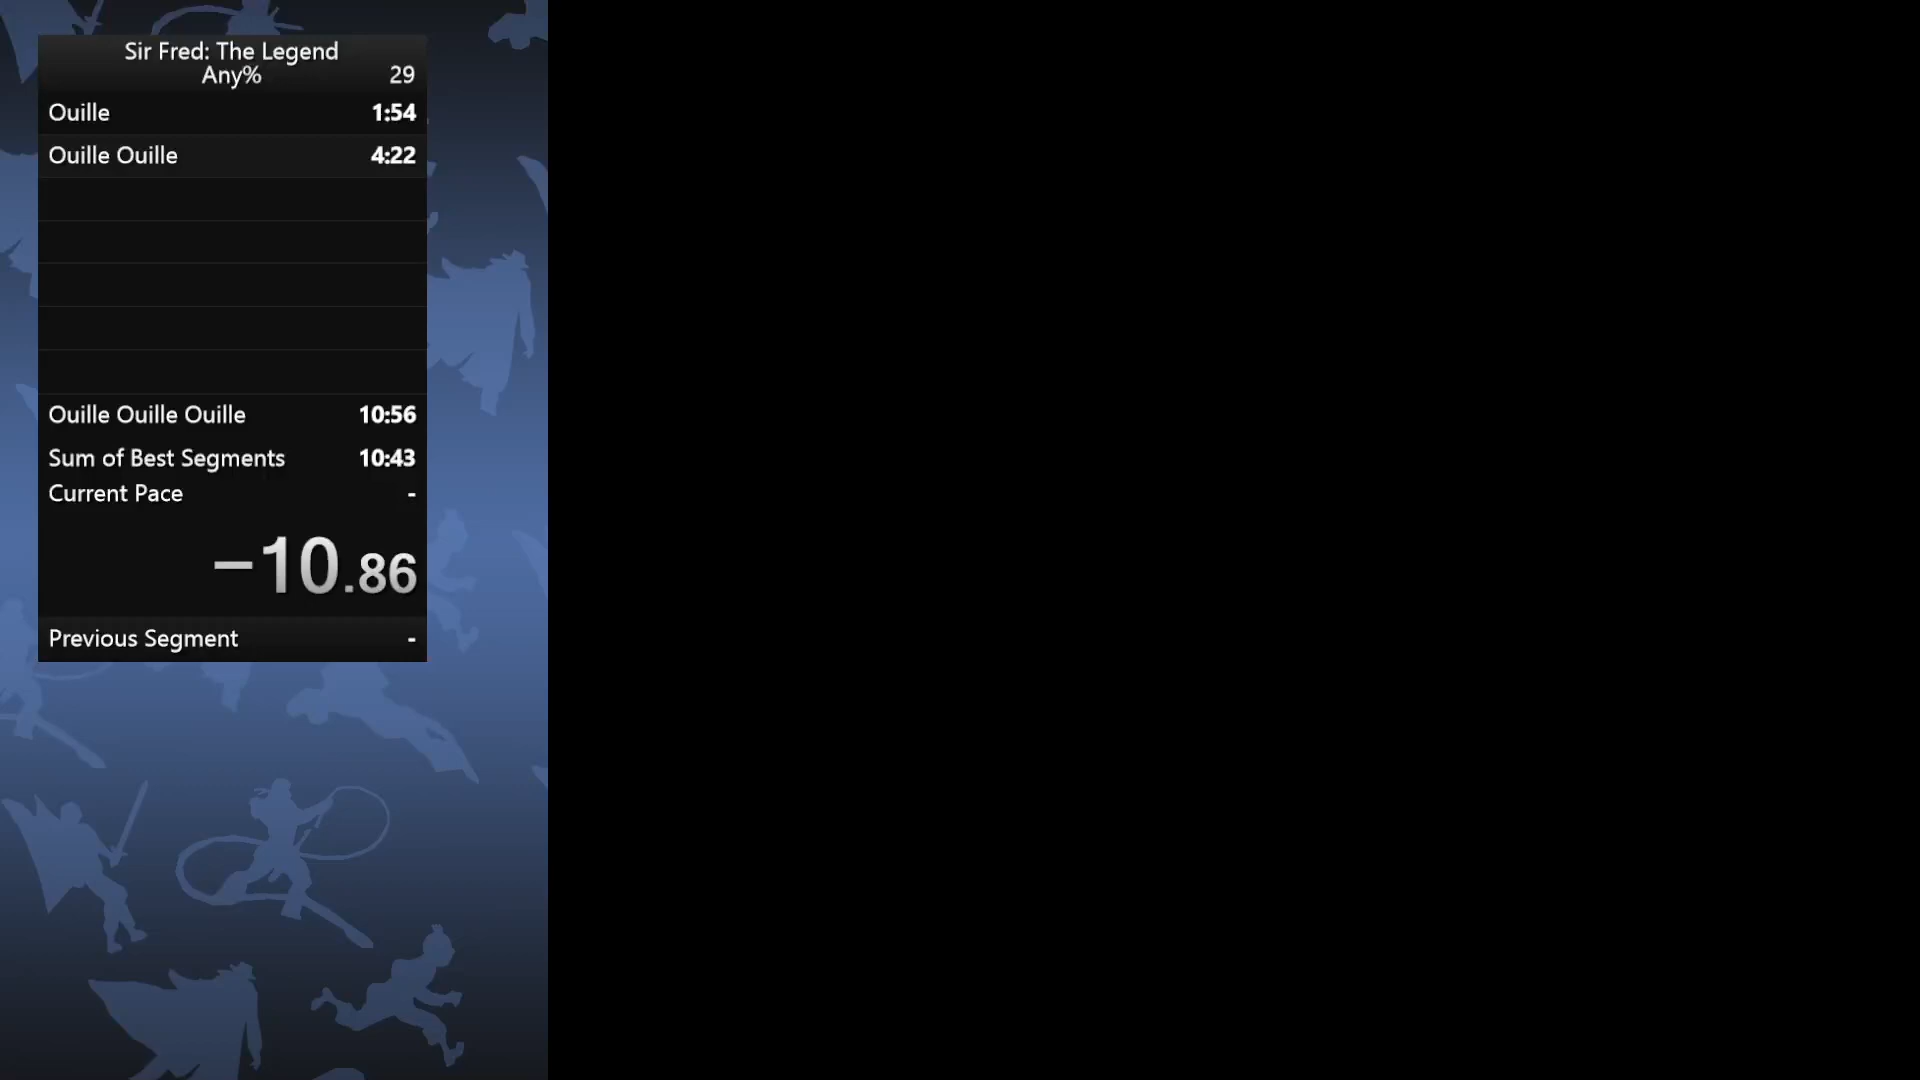 Sir Fred: The Legend
Any% 29
Ouille 1:54
Ouille Ouille 4:22
Ouille Ouille Ouille 10:56
Sum of Best Segments 10:43
Current Pace -
−10.86
Previous Segment -